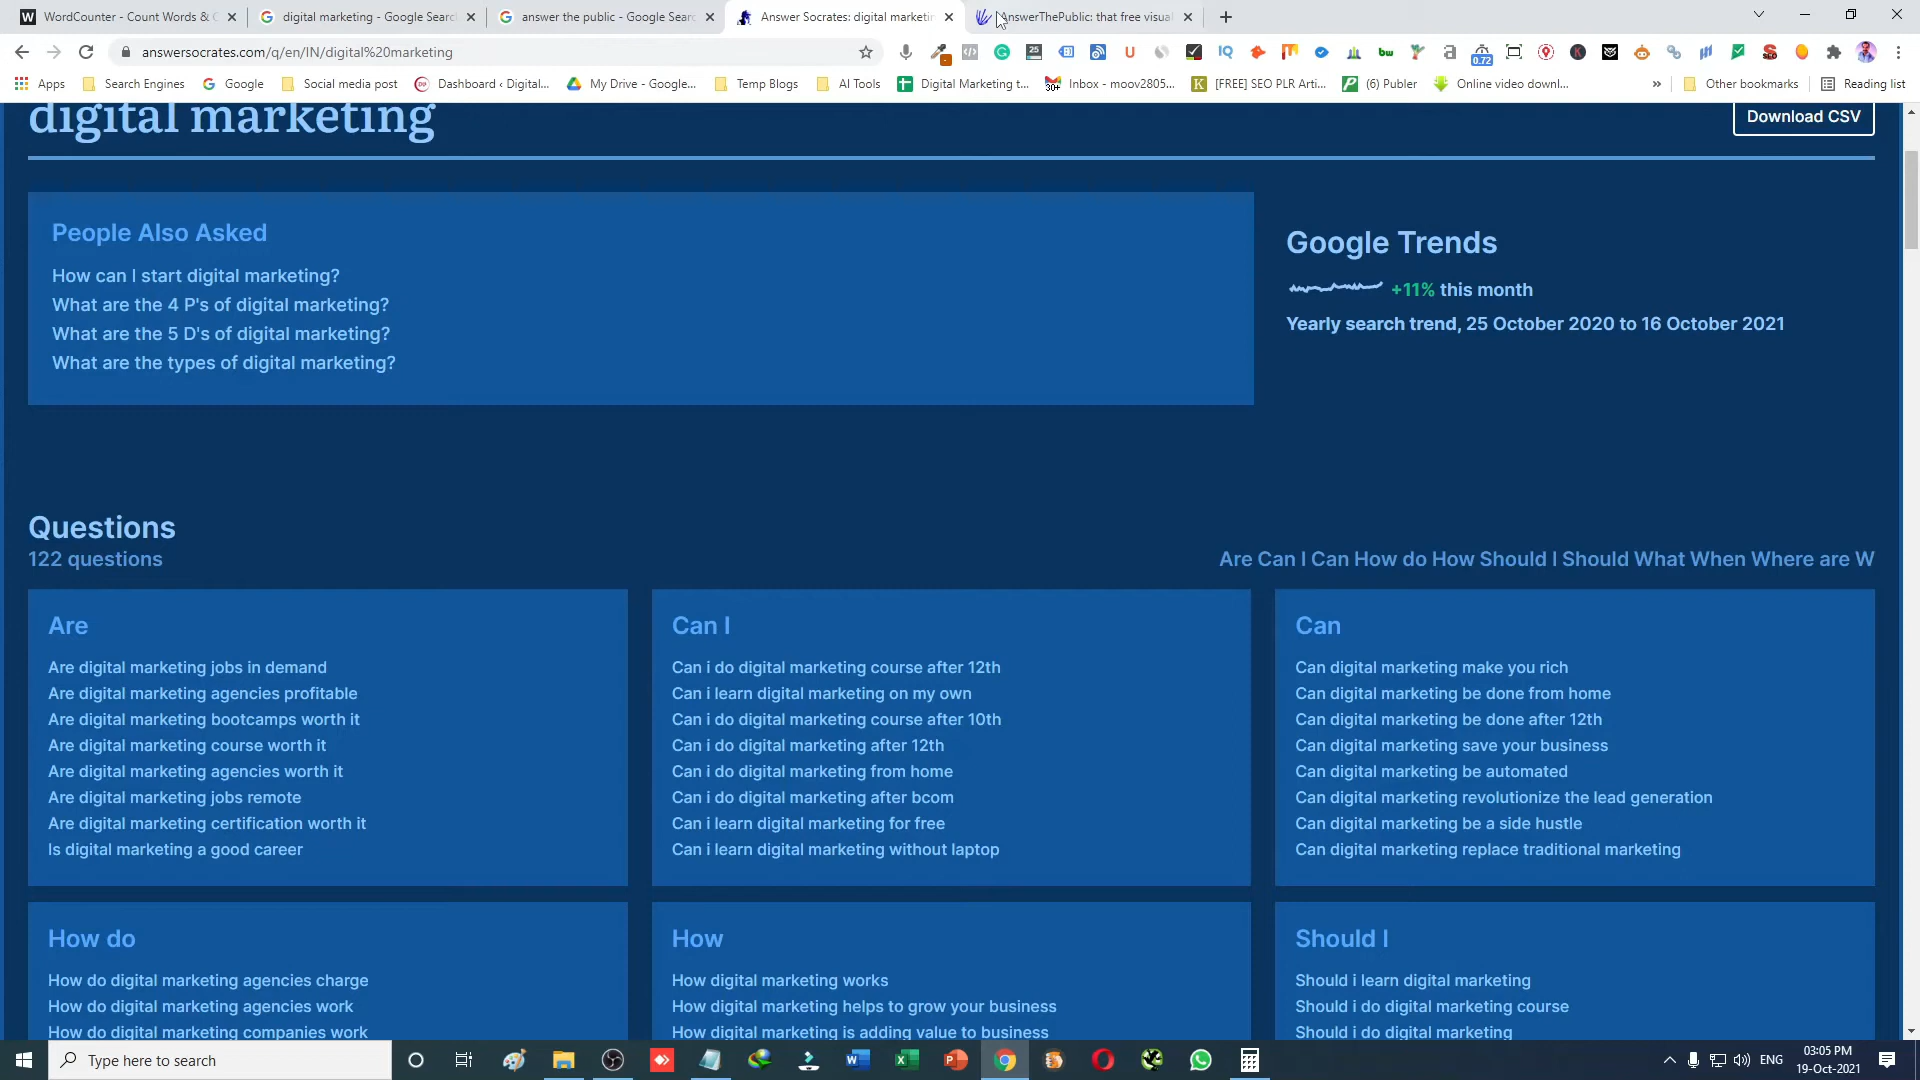 WordCounter - Count Words & C
digital marketing - Google Searc
answer the public - Google Searc
Answer Socrates: digital marketin
AnswerThePublic: that free visual
answersocrates.com/q/en/IN/digital%20marketing
Apps
Search Engines
Google
Social media post
Dashboard ‹ Digital...
My Drive - Google...
Temp Blogs
AI Tools
Digital Marketing t...
Inbox - moov2805...
[FREE] SEO PLR Arti...
(6) Publer
Online video downl...
»
Other bookmarks
Reading list
digital marketing
Download CSV
People Also Asked
How can I start digital marketing?
What are the 4 P's of digital marketing?
What are the 5 D's of digital marketing?
What are the types of digital marketing?
Google Trends
+11% this month
Yearly search trend, 25 October 2020 to 16 October 2021
Questions
122 questions
Are Can I Can How do How Should I Should What When Where are W
Are
Are digital marketing jobs in demand
Are digital marketing agencies profitable
Are digital marketing bootcamps worth it
Are digital marketing course worth it
Are digital marketing agencies worth it
Are digital marketing jobs remote
Are digital marketing certification worth it
Is digital marketing a good career
Can I
Can i do digital marketing course after 12th
Can i learn digital marketing on my own
Can i do digital marketing course after 10th
Can i do digital marketing after 12th
Can i do digital marketing from home
Can i do digital marketing after bcom
Can i learn digital marketing for free
Can i learn digital marketing without laptop
Can
Can digital marketing make you rich
Can digital marketing be done from home
Can digital marketing be done after 12th
Can digital marketing save your business
Can digital marketing be automated
Can digital marketing revolutionize the lead generation
Can digital marketing be a side hustle
Can digital marketing replace traditional marketing
How do
How do digital marketing agencies charge
How do digital marketing agencies work
How do digital marketing companies work
How
How digital marketing works
How digital marketing helps to grow your business
How digital marketing is adding value to business
Should I
Should i learn digital marketing
Should i do digital marketing course
Should i do digital marketing
Type here to search
ENG
03:05 PM
19-Oct-2021